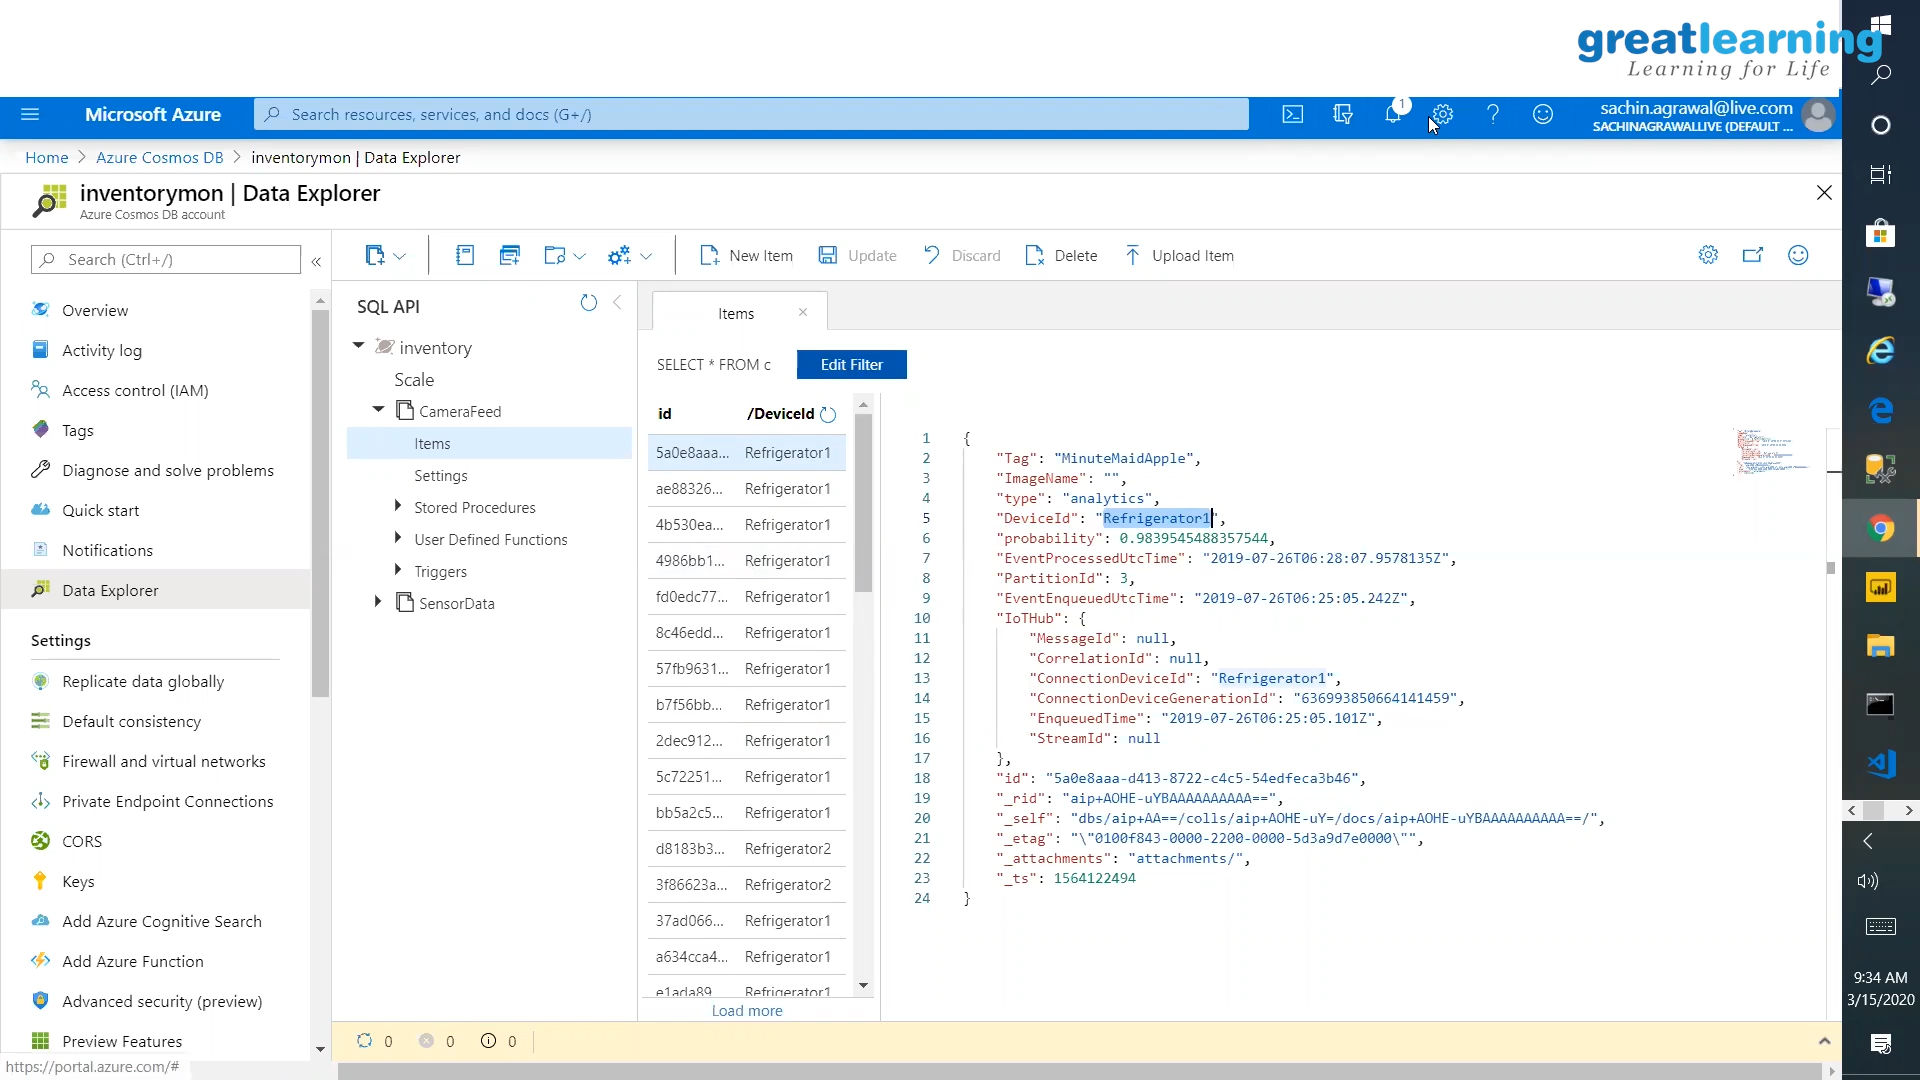 greatlearning
Learning for Life
Microsoft Azure
Search resources, services, and docs (G+/)
1
sachin.agrawal@live.com
SACHINAGRAWALLIVE (DEFAULT ...
Home > Azure Cosmos DB > inventorymon | Data Explorer
inventorymon | Data Explorer
Azure Cosmos DB account
Search (Ctrl+/)
Overview
Activity log
Access control (IAM)
Tags
Diagnose and solve problems
Quick start
Notifications
Data Explorer
Settings
Replicate data globally
Default consistency
Firewall and virtual networks
Private Endpoint Connections
CORS
Keys
Add Azure Cognitive Search
Add Azure Function
Advanced security (preview)
Preview Features
https://portal.azure.com/#
New Item Update Discard Delete Upload Item
SQL API
inventory
Scale
CameraFeed
Items
Settings
Stored Procedures
User Defined Functions
Triggers
SensorData
Items
SELECT * FROM c Edit Filter
id /DeviceId
5a0e8aaa... Refrigerator1
ae88326... Refrigerator1
4b530ea... Refrigerator1
4986bb1... Refrigerator1
fd0edc77... Refrigerator1
8c46edd... Refrigerator1
57fb9631... Refrigerator1
b7f56bb... Refrigerator1
2dec912... Refrigerator1
5c72251... Refrigerator1
bb5a2c5... Refrigerator1
d8183b3... Refrigerator2
3f86623a... Refrigerator2
37ad066... Refrigerator1
a634cca4... Refrigerator1
e1ada89 Refrigerator1
Load more
1 {
2 "Tag": "MinuteMaidApple",
3 "ImageName": "",
4 "type": "analytics",
5 "DeviceId": "Refrigerator1",
6 "probability": 0.9839545488357544,
7 "EventProcessedUtcTime": "2019-07-26T06:28:07.9578135Z",
8 "PartitionId": 3,
9 "EventEnqueuedUtcTime": "2019-07-26T06:25:05.242Z",
10 "IoTHub": {
11 "MessageId": null,
12 "CorrelationId": null,
13 "ConnectionDeviceId": "Refrigerator1",
14 "ConnectionDeviceGenerationId": "636993850664141459",
15 "EnqueuedTime": "2019-07-26T06:25:05.101Z",
16 "StreamId": null
17 },
18 "id": "5a0e8aaa-d413-8722-c4c5-54edfeca3b46",
19 "_rid": "aip+AOHE-uYBAAAAAAAAAA==",
20 "_self": "dbs/aip+AA==/colls/aip+AOHE-uY=/docs/aip+AOHE-uYBAAAAAAAAAA==/",
21 "_etag": "\"0100f843-0000-2200-0000-5d3a9d7e0000\"",
22 "_attachments": "attachments/",
23 "_ts": 1564122494
24 }
0 0 0
9:34 AM
3/15/2020